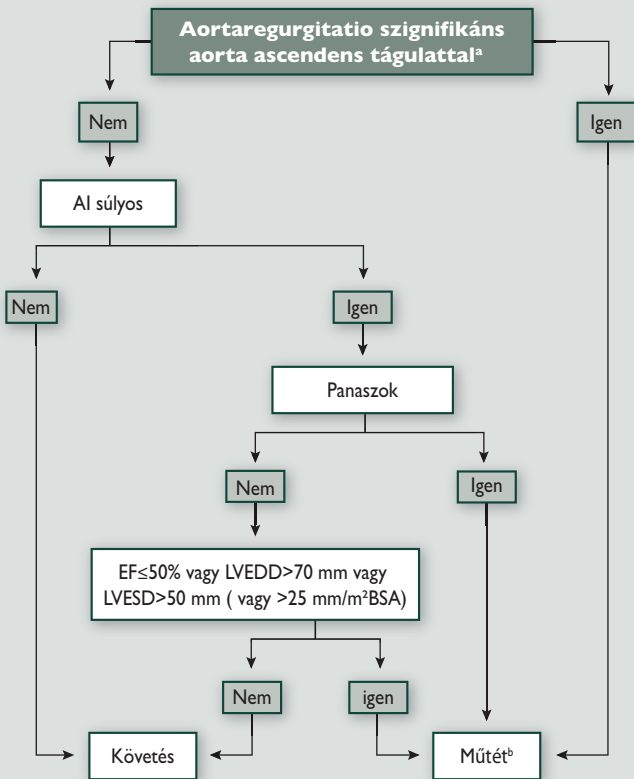 Aortaregurgitatio szignifikáns
aorta ascendens tágulattalᵃ
Nem
Igen
AI súlyos
Nem
Igen
Panaszok
Nem
Igen
EF≤50% vagy LVEDD>70 mm vagy
LVESD>50 mm ( vagy >25 mm/m²BSA)
Nem
igen
Követés
Műtétᵇ